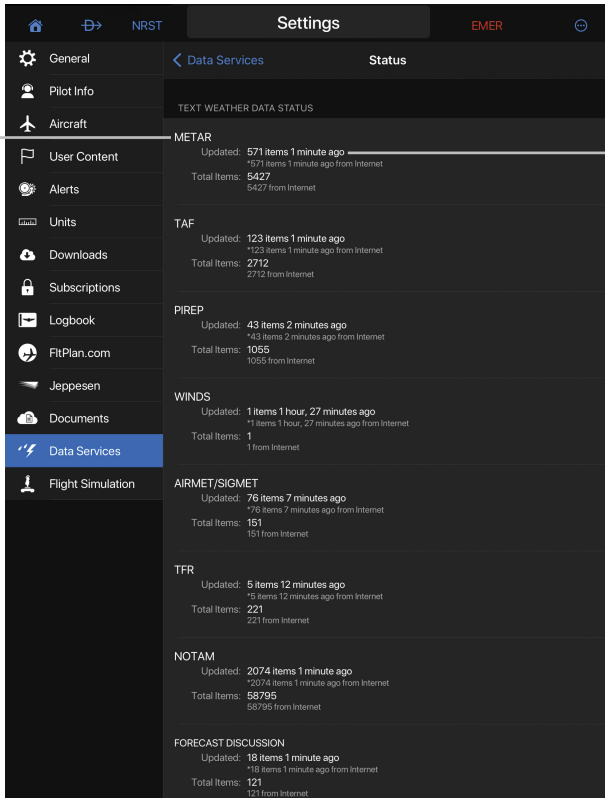 NRST
Settings
EMER
General
Pilot Info
Aircraft
User Content
Alerts
Units
Downloads
Subscriptions
Logbook
FltPlan.com
Jeppesen
Documents
Data Services
Flight Simulation
Data Services
Status
TEXT WEATHER DATA STATUS
METAR
Updated: 571 items 1 minute ago
*571 items 1 minute ago from Internet
Total Items: 5427
5427 from Internet
TAF
Updated: 123 items 1 minute ago
*123 items 1 minute ago from Internet
Total Items: 2712
2712 from Internet
PIREP
Updated: 43 items 2 minutes ago
*43 items 2 minutes ago from Internet
Total Items: 1055
1055 from Internet
WINDS
Updated: 1 items 1 hour, 27 minutes ago
*1 items 1 hour, 27 minutes ago from Internet
Total Items: 1
1 from Internet
AIRMET/SIGMET
Updated: 76 items 7 minutes ago
*76 items 7 minutes ago from Internet
Total Items: 151
151 from Internet
TFR
Updated: 5 items 12 minutes ago
*5 items 12 minutes ago from Internet
Total Items: 221
221 from Internet
NOTAM
Updated: 2074 items 1 minute ago
*2074 items 1 minute ago from Internet
Total Items: 58795
58795 from Internet
FORECAST DISCUSSION
Updated: 18 items 1 minute ago
*18 items 1 minute ago from Internet
Total Items: 121
121 from Internet